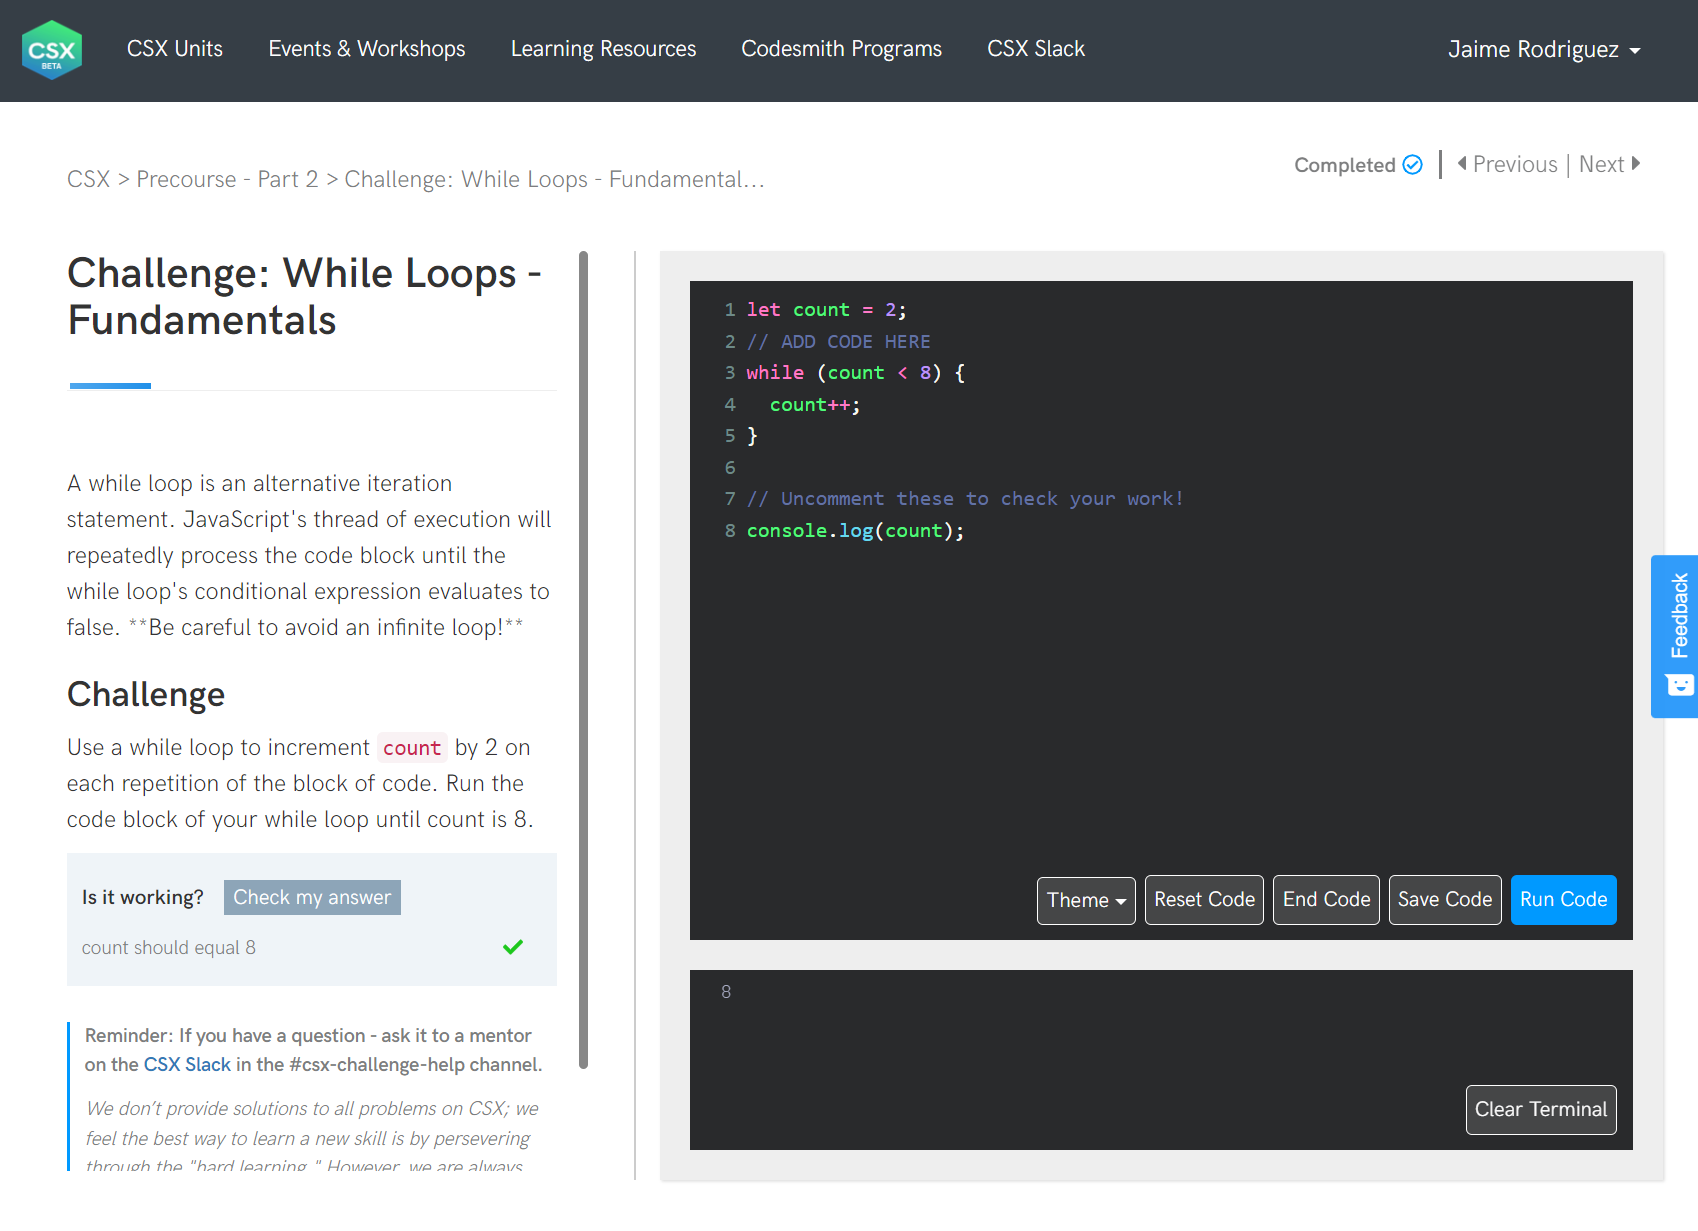 CSX
BETA
CSX Units
Events & Workshops
Learning Resources
Codesmith Programs
CSX Slack
Jaime Rodriguez
CSX > Precourse - Part 2 > Challenge: While Loops - Fundamental...
Completed
Previous | Next
Challenge: While Loops -
Fundamentals
A while loop is an alternative iteration
statement. JavaScript's thread of execution will
repeatedly process the code block until the
while loop's conditional expression evaluates to
false. **Be careful to avoid an infinite loop!**
Challenge
Use a while loop to increment count by 2 on
each repetition of the block of code. Run the
code block of your while loop until count is 8.
Is it working?
Check my answer
count should equal 8
Reminder: If you have a question - ask it to a mentor
on the CSX Slack in the #csx-challenge-help channel.
We don't provide solutions to all problems on CSX; we
feel the best way to learn a new skill is by persevering
through the "hard learning." However, we are always
1 let count = 2;
2 // ADD CODE HERE
3 while (count < 8) {
4   count++;
5 }
6
7 // Uncomment these to check your work!
8 console.log(count);
Theme
Reset Code
End Code
Save Code
Run Code
8
Clear Terminal
Feedback